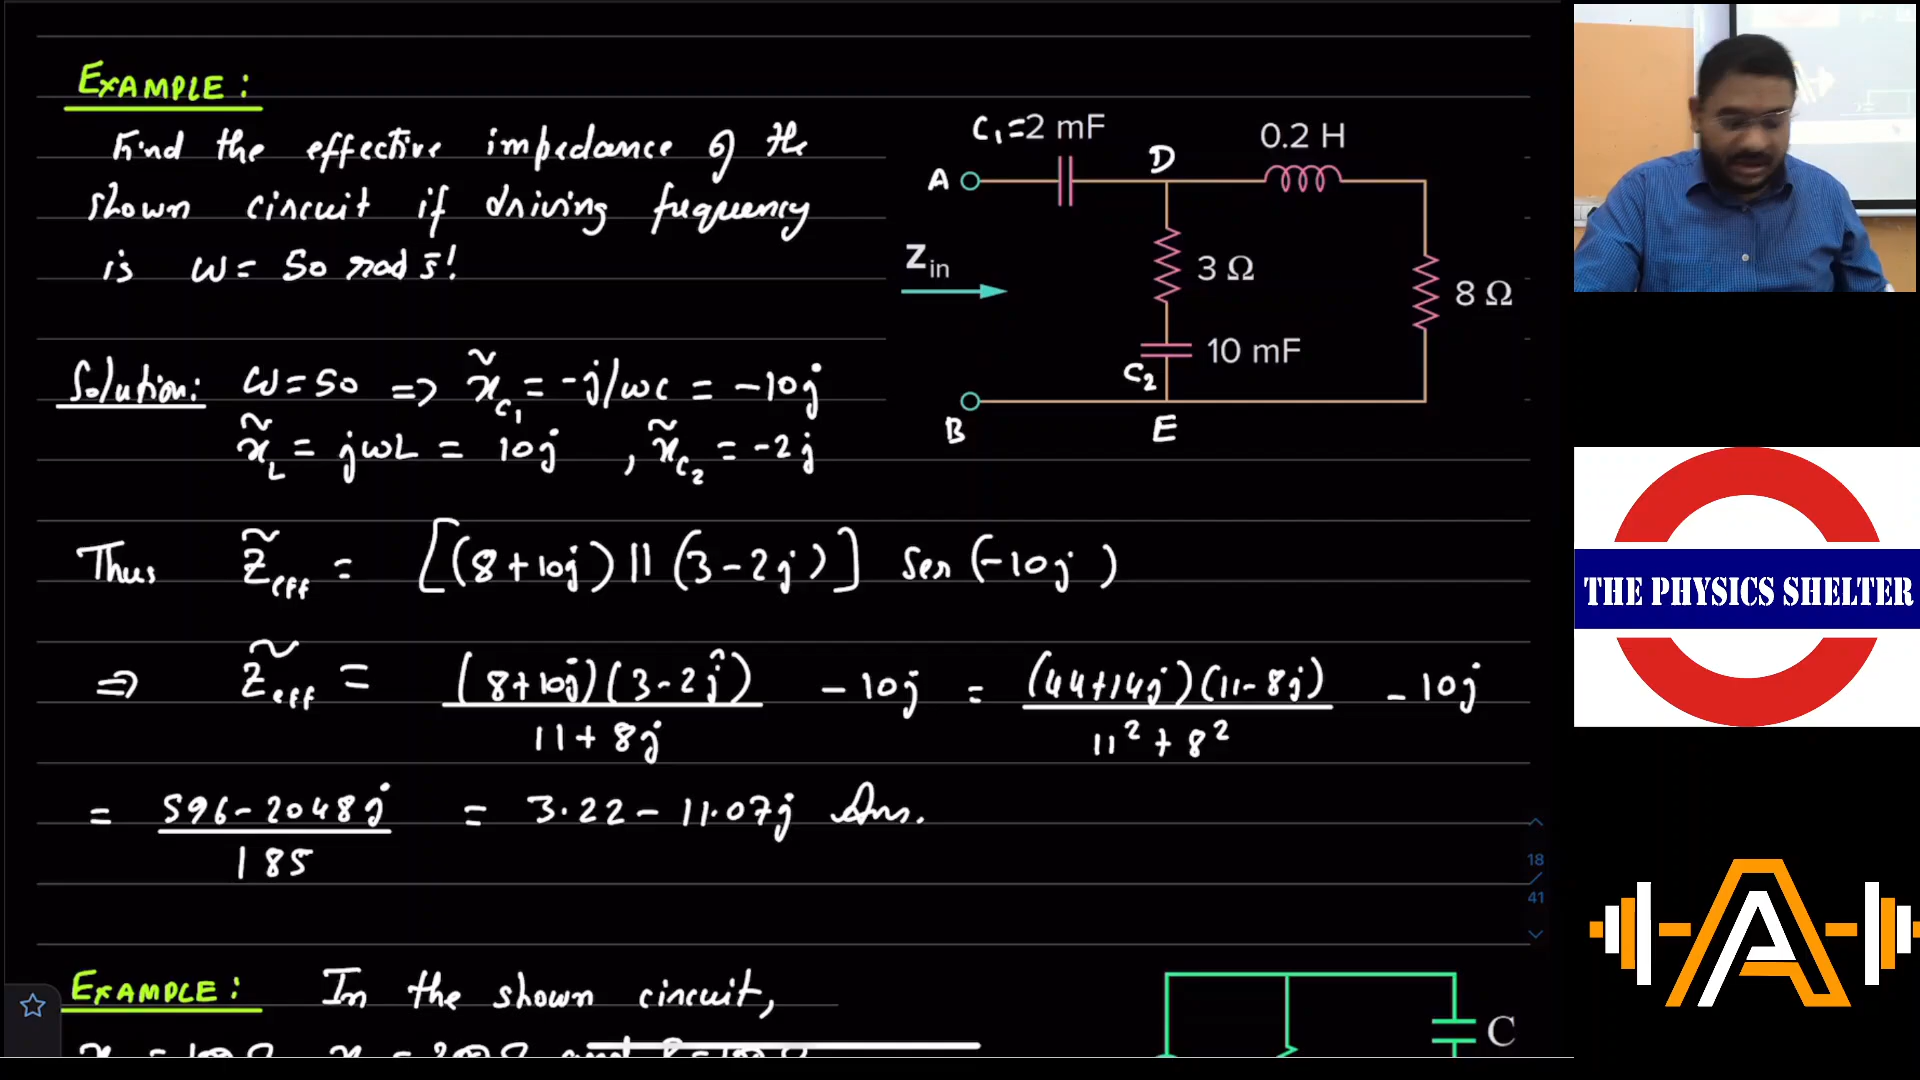 EXAMPLE:
Find the effective impedance of the
shown circuit if driving frequency
is ω = 50 rad s⁻¹
C₁=2 mF
0.2 H
A
D
Zin
3 Ω
8 Ω
C₂
10 mF
B
E
Solution: ω=50 => x̃C₁ = -j/ωC = -10j
x̃L = jωL = 10j , x̃C₂ = -2j
Thus Z̃eff = [(8+10j) || (3-2j)] ser (-10j)
=> Z̃eff = (8+10j)(3-2j) / 11+8j - 10j = (44+14j)(11-8j) / 11²+8² - 10j
= 596-2048j / 185 = 3.22 - 11.07j Ans.
18
41
EXAMPLE: In the shown circuit,
C
THE PHYSICS SHELTER
A